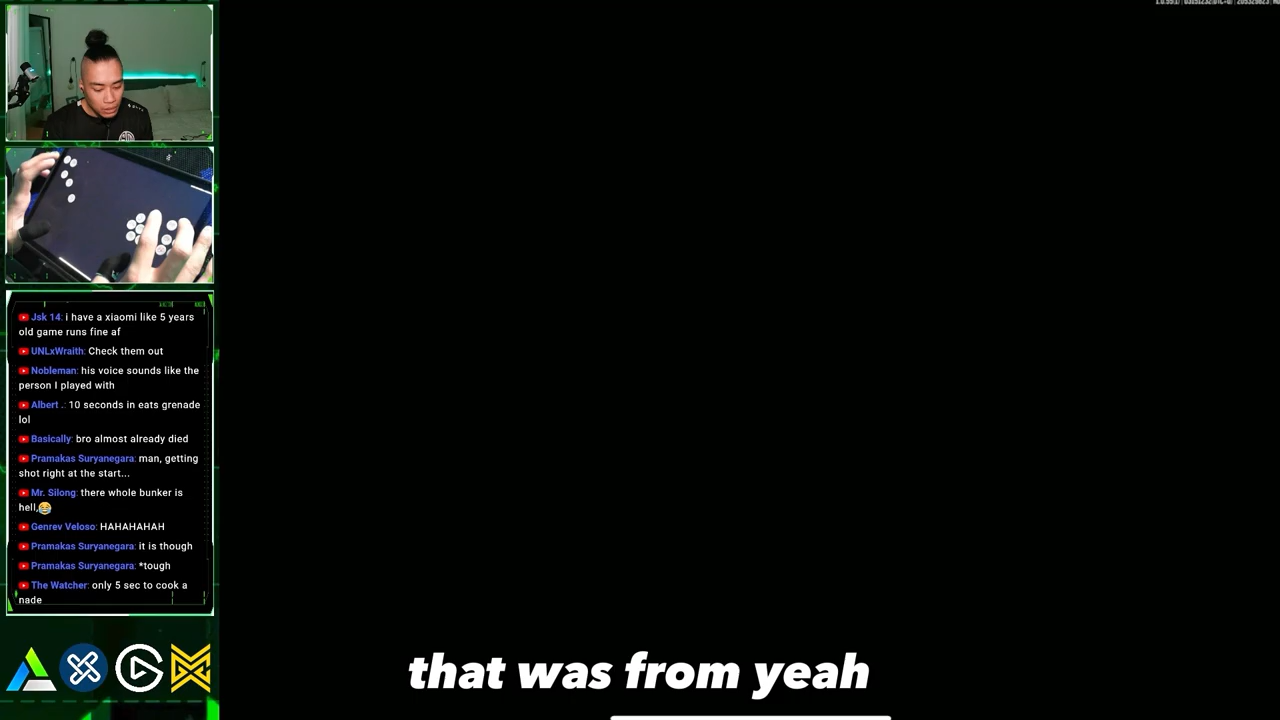 Jsk 14: i have a xiaomi like 5 years
old game runs fine af
UNLxWraith: Check them out
Nobleman: his voice sounds like the
person I played with
Albert .: 10 seconds in eats grenade
lol
Basically: bro almost already died
Pramakas Suryanegara: man, getting
shot right at the start...
Mr. Silong: there whole bunker is
hell,😂
Genrev Veloso: HAHAHAHAH
Pramakas Suryanegara: it is though
Pramakas Suryanegara: *tough
The Watcher: only 5 sec to cook a
nade
that was from yeah